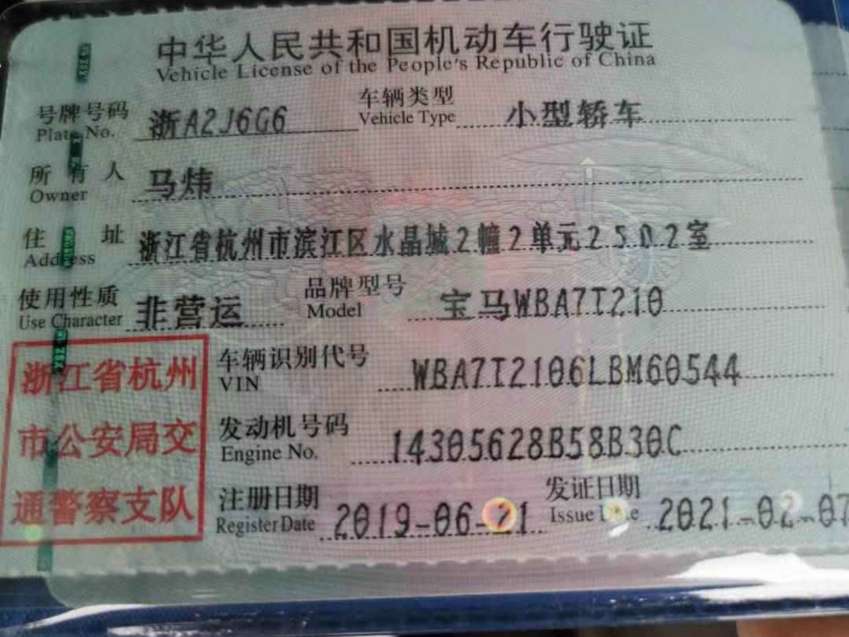 中华人民共和国机动车行驶证
Vehicle License of the People's Republic of China
号牌号码 浙A2J6G6 车辆类型 小型轿车
Plate No. Vehicle Type
所有人 马炜
Owner
住址 浙江省杭州市滨江区水晶城2幢2单元2502室
Address
使用性质 非营运 品牌型号 宝马WBA7T210
Use Character Model
浙江省杭州
市公安局交
通警察支队
车辆识别代号 WBA7T2106LBM60544
VIN
发动机号码 14305628B58B30C
Engine No.
注册日期 2019-06-21 发证日期 2021-02-07
Register Date Issue Date